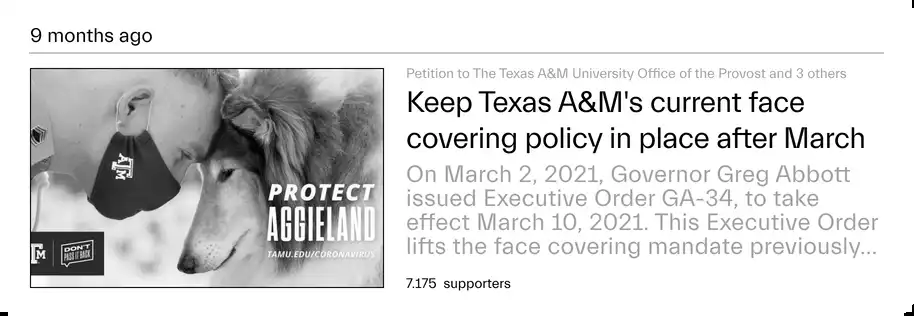 9 months ago
Petition to The Texas A&M University Office of the Provost and 3 others
Keep Texas A&M's current face
covering policy in place after March
On March 2, 2021, Governor Greg Abbott
issued Executive Order GA-34, to take
effect March 10, 2021. This Executive Order
lifts the face covering mandate previously...
7.175 supporters
ATM
PROTECT
AGGIELAND
TAMU.EDU/CORONAVIRUS
TM
DON'T
PASS IT BACK